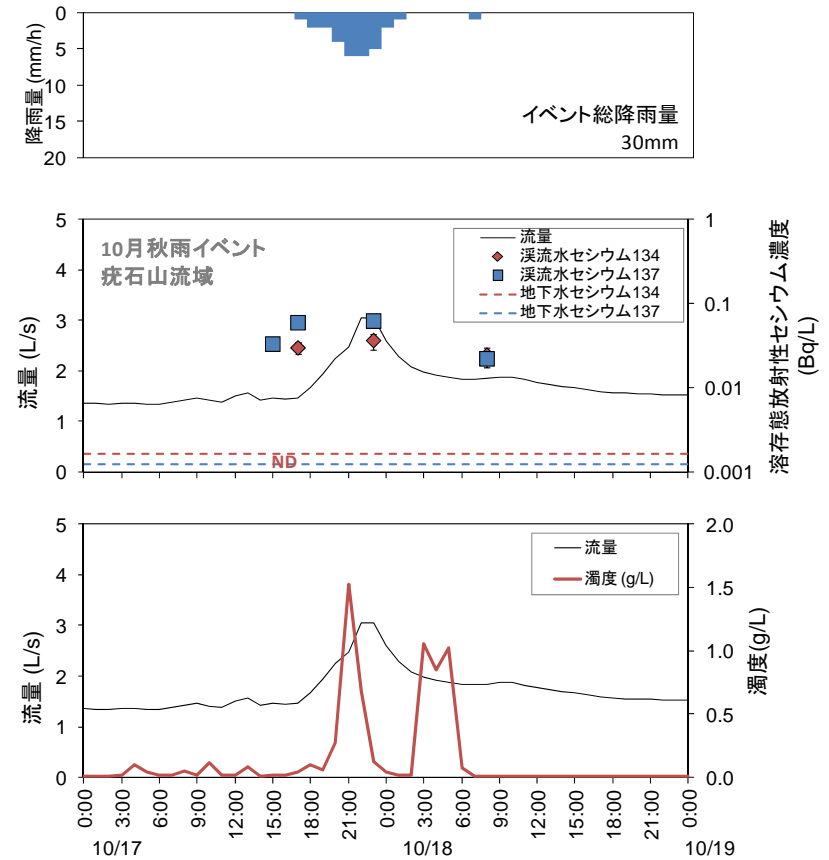 降雨量 (mm/h)
0
5
10
15
20
イベント総降雨量
30mm
流量 (L/s)
5
4
3
2
1
0
10月秋雨イベント
疣石山流域
流量
渓流水セシウム134
渓流水セシウム137
地下水セシウム134
地下水セシウム137
ND
1
0.1
0.01
0.001
溶存態放射性セシウム濃度
(Bq/L)
流量 (L/s)
5
4
3
2
1
0
流量
濁度 (g/L)
2.0
1.5
1.0
0.5
0.0
濁度(g/L)
0:00
3:00
6:00
9:00
12:00
15:00
18:00
21:00
0:00
3:00
6:00
9:00
12:00
15:00
18:00
21:00
0:00
10/17
10/18
10/19